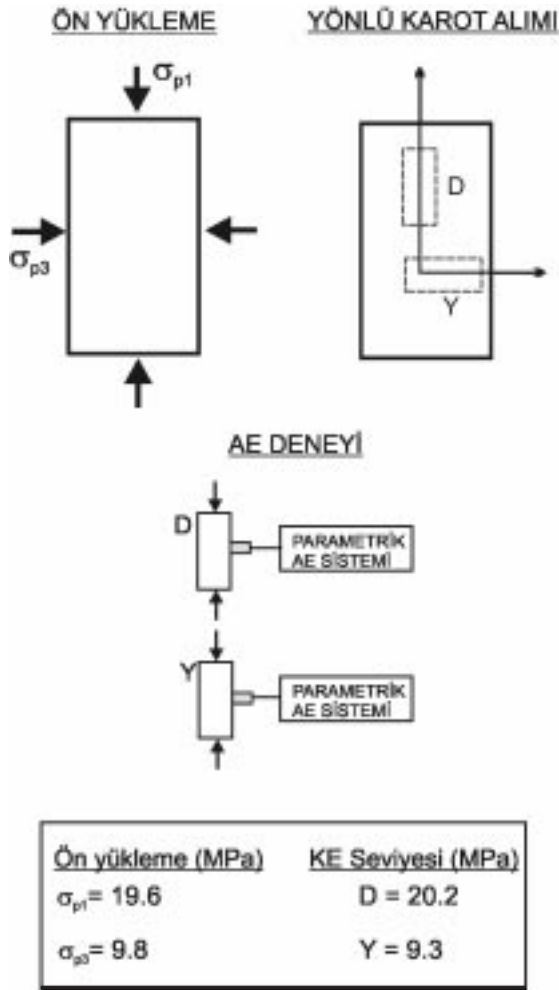 ÖN YÜKLEME
YÖNLÜ KAROT ALIMI
σp1
σp3
D
Y
AE DENEYİ
D
PARAMETRİK
AE SİSTEMİ
Y
PARAMETRİK
AE SİSTEMİ
Ön yükleme (MPa) KE Seviyesi (MPa)
σp1= 19.6 D = 20.2
σp3= 9.8 Y = 9.3